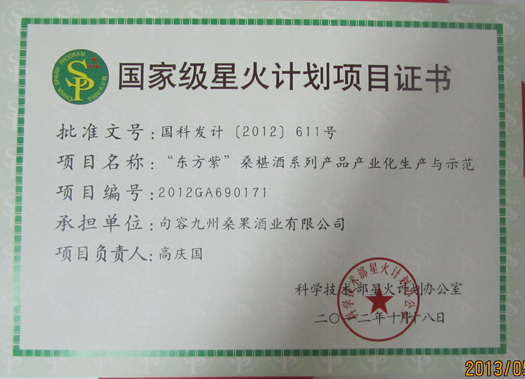 SP
国家级星火计划项目证书
批准文号:国科发计〔2012〕611号
项目名称:“东方紫”桑椹酒系列产品产业化生产与示范
项目编号:2012GA690171
承担单位:句容九州桑果酒业有限公司
项目负责人:高庆国
科学技术部星火计划办公室
二〇一二年十月十八日
2013/05